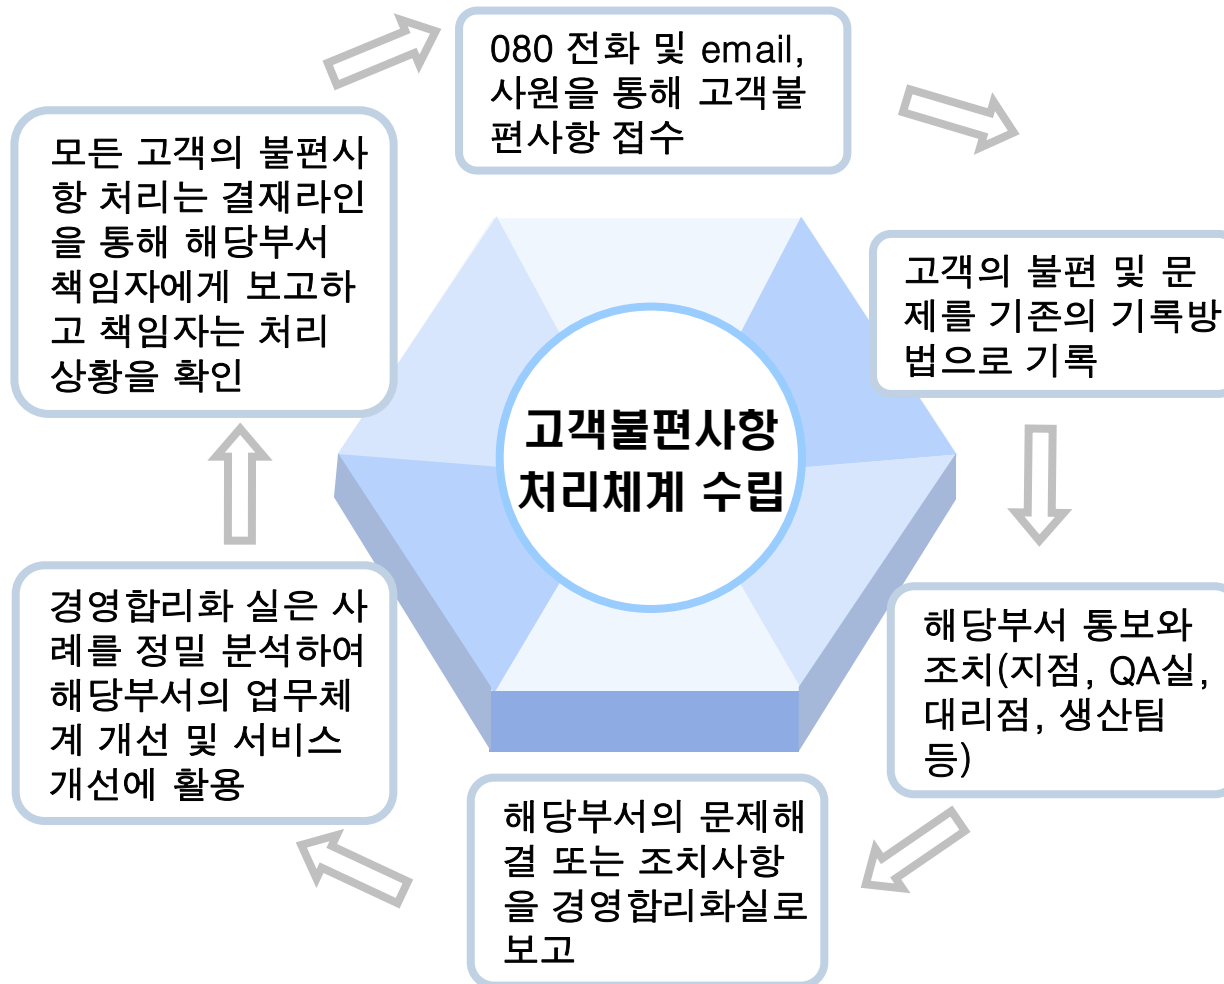 080 전화 및 email,
사원을 통해 고객불
편사항 접수
고객의 불편 및 문
제를 기존의 기록방
법으로 기록
해당부서 통보와
조치(지점, QA실,
대리점, 생산팀
등)
해당부서의 문제해
결 또는 조치사항
을 경영합리화실로
보고
경영합리화 실은 사
례를 정밀 분석하여
해당부서의 업무체
계 개선 및 서비스
개선에 활용
모든 고객의 불편사
항 처리는 결재라인
을 통해 해당부서
책임자에게 보고하
고 책임자는 처리
상황을 확인
고객불편사항
처리체계 수립